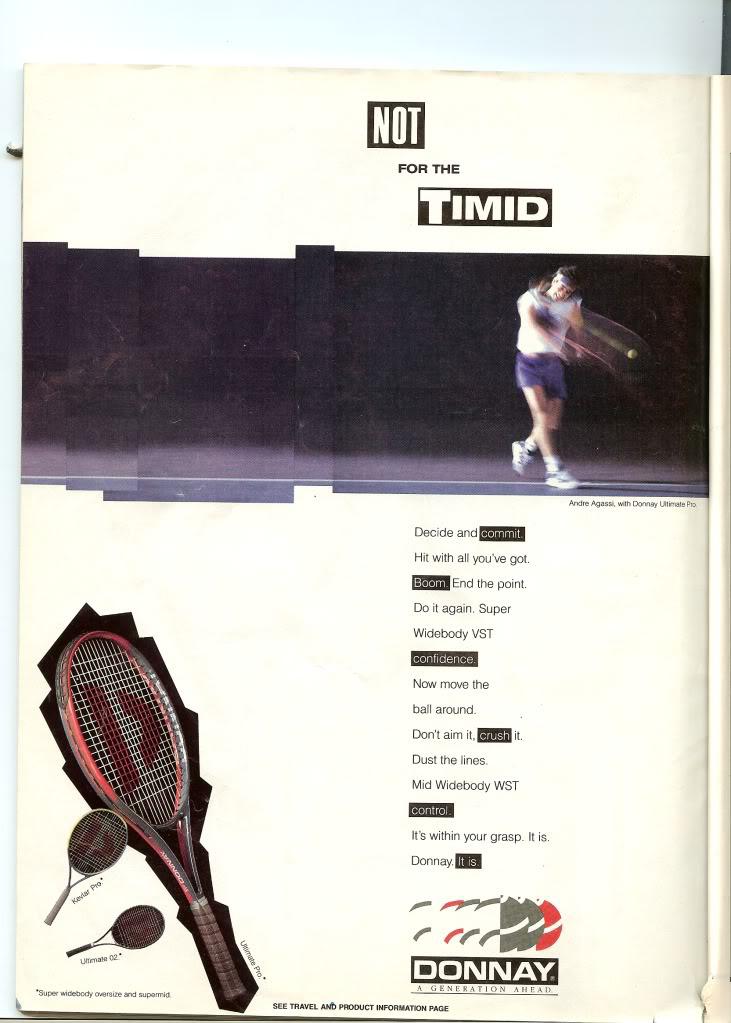 NOT
FOR THE
TIMID
Andre Agassi, with Donnay Ultimate Pro.
Decide and commit.
Hit with all you've got.
Boom. End the point.
Do it again. Super
Widebody VST
confidence.
Now move the
ball around.
Don't aim it, crush it.
Dust the lines.
Mid Widebody WST
control.
It's within your grasp. It is.
Donnay. It is.
DONNAY
Kevlar Pro*
Ultimate 02*
Ultimate Pro*
*Super widebody oversize and supermid.
DONNAY®
A GENERATION AHEAD.
SEE TRAVEL AND PRODUCT INFORMATION PAGE